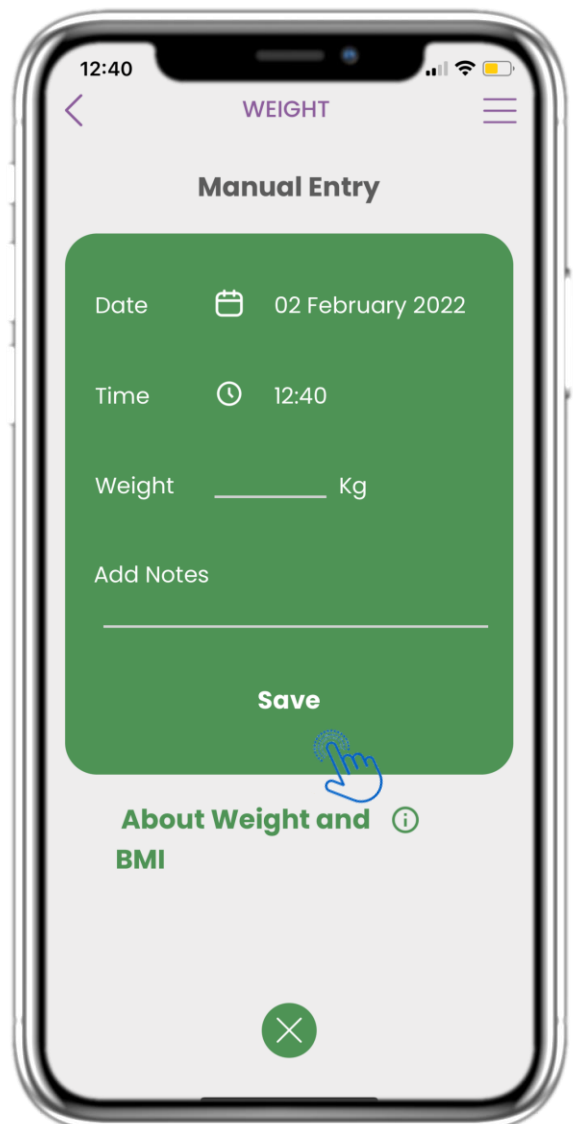 12:40
WEIGHT
Manual Entry
Date 02 February 2022
Time 12:40
Weight Kg
Add Notes
Save
About Weight and
BMI